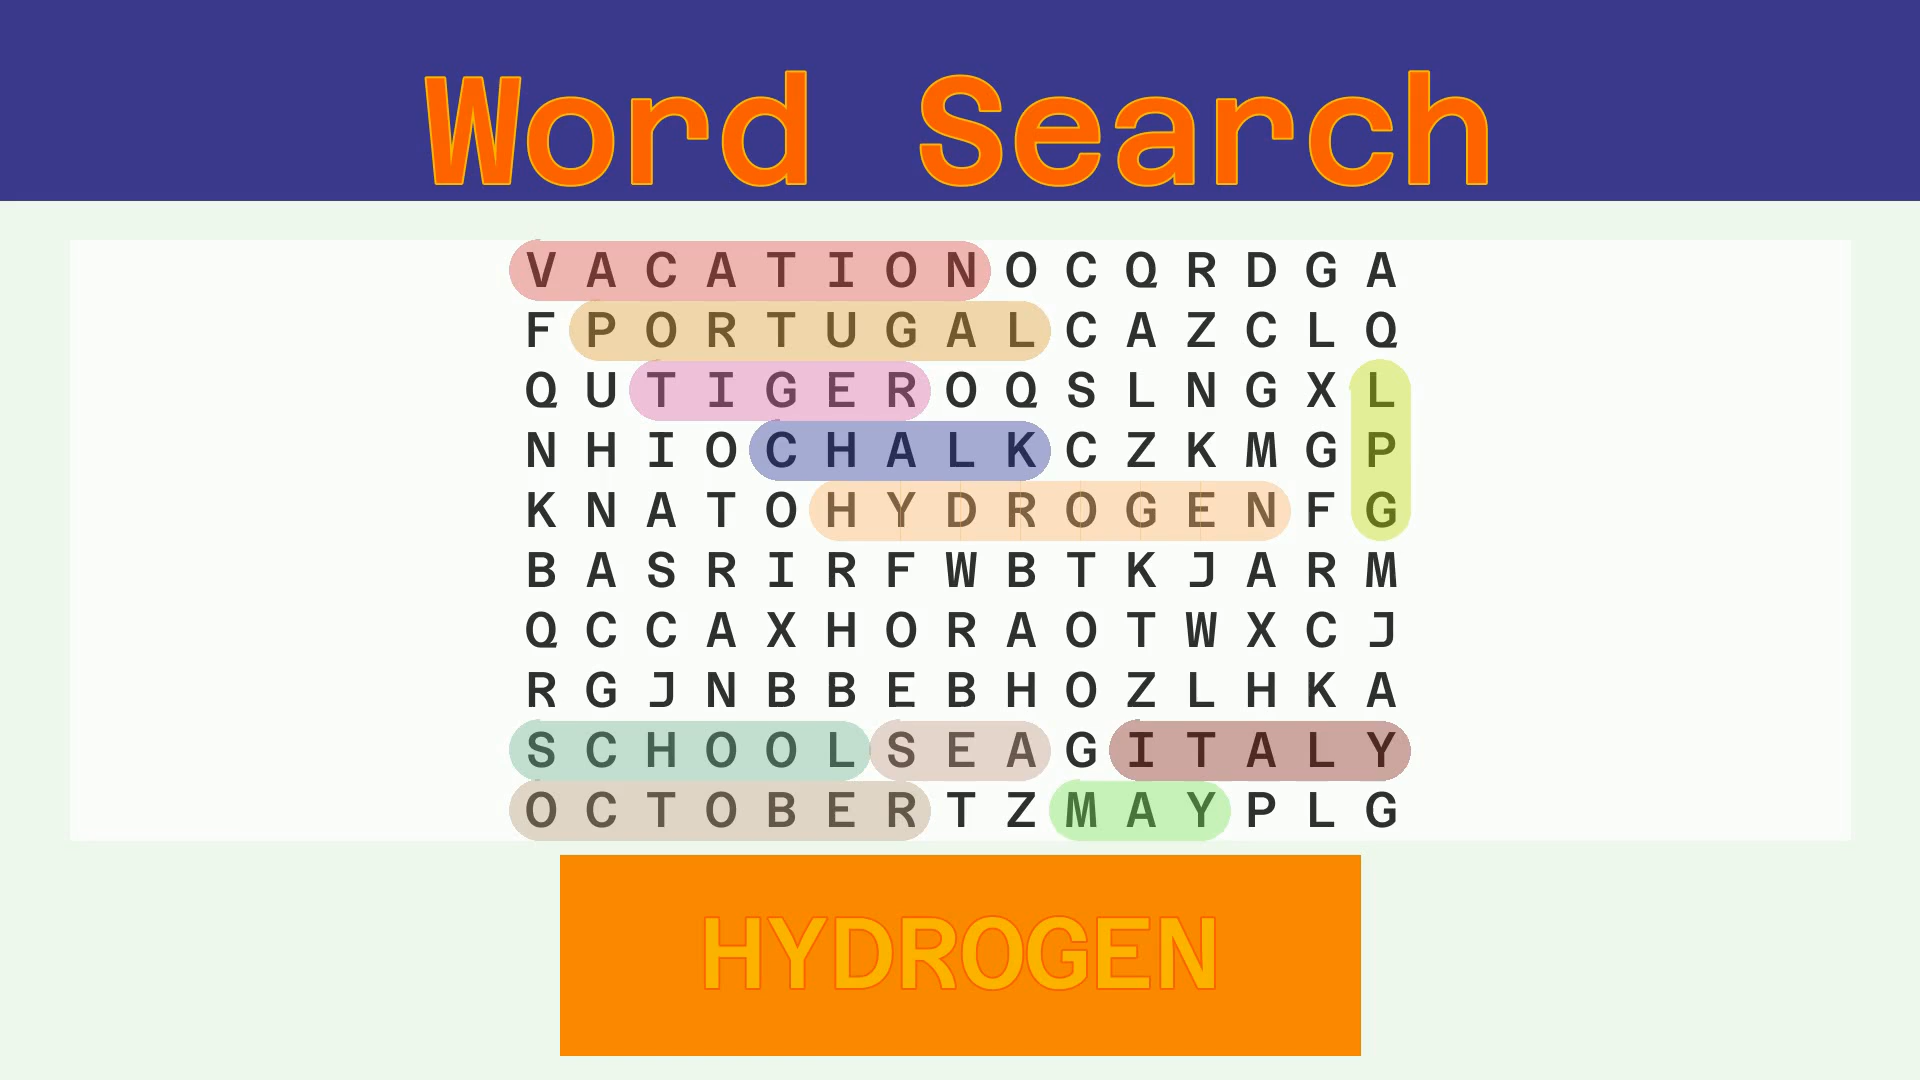 Word Search
V A C A T I O N O C Q R D G A
F P O R T U G A L C A Z C L Q
Q U T I G E R O Q S L N G X L
N H I O C H A L K C Z K M G P
K N A T O H Y D R O G E N F G
B A S R I R F W B T K J A R M
Q C C A X H O R A O T W X C J
R G J N B B E B H O Z L H K A
S C H O O L S E A G I T A L Y
O C T O B E R T Z M A Y P L G
HYDROGEN